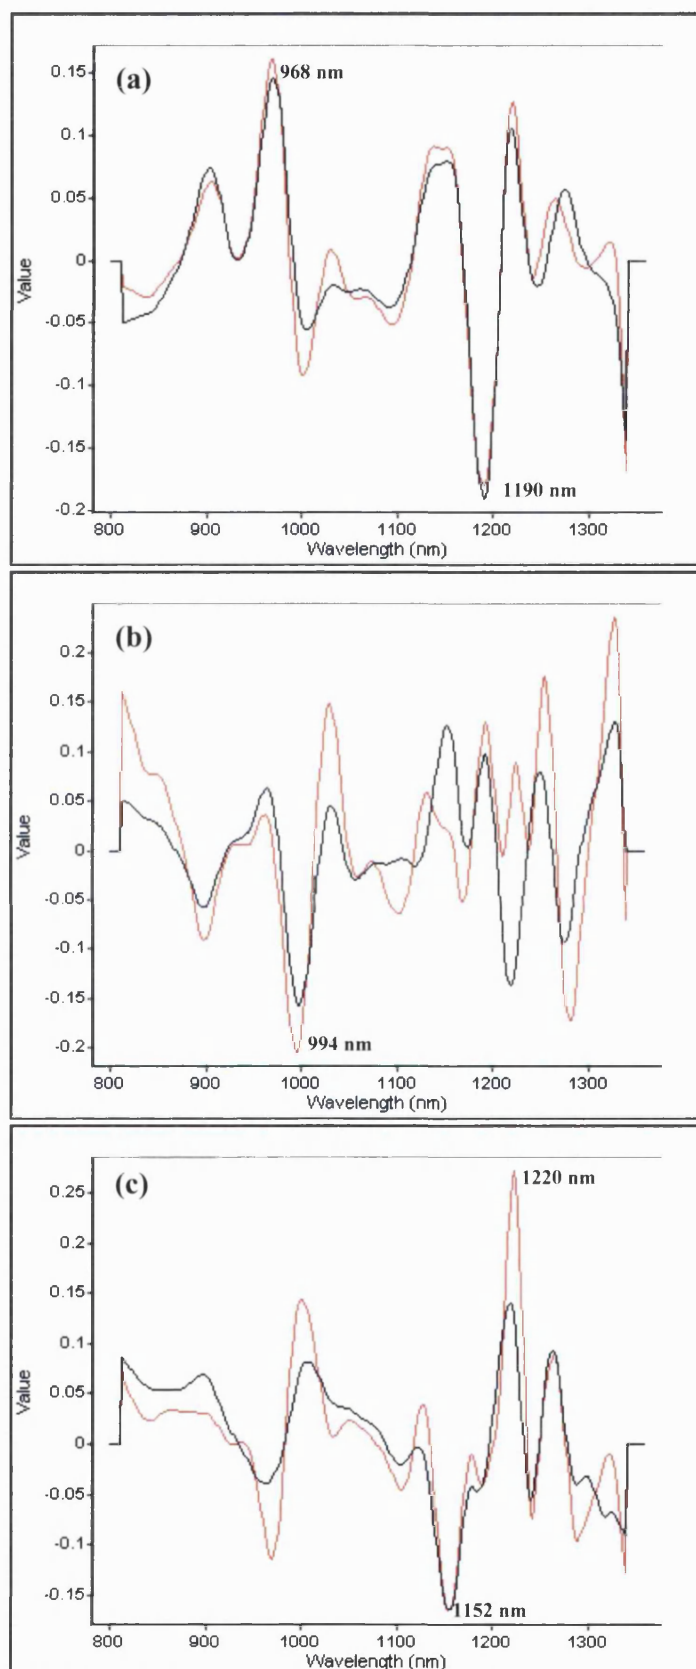 (a)
968 nm
0.15
0.1
0.05
0
-0.05
-0.1
-0.15
-0.2
Value
1190 nm
800 900 1000 1100 1200 1300
Wavelength (nm)
(b)
0.2
0.15
0.1
0.05
0
-0.05
-0.1
-0.15
-0.2
Value
994 nm
800 900 1000 1100 1200 1300
Wavelength (nm)
(c)
1220 nm
0.25
0.2
0.15
0.1
0.05
0
-0.05
-0.1
-0.15
Value
1152 nm
800 900 1000 1100 1200 1300
Wavelength (nm)